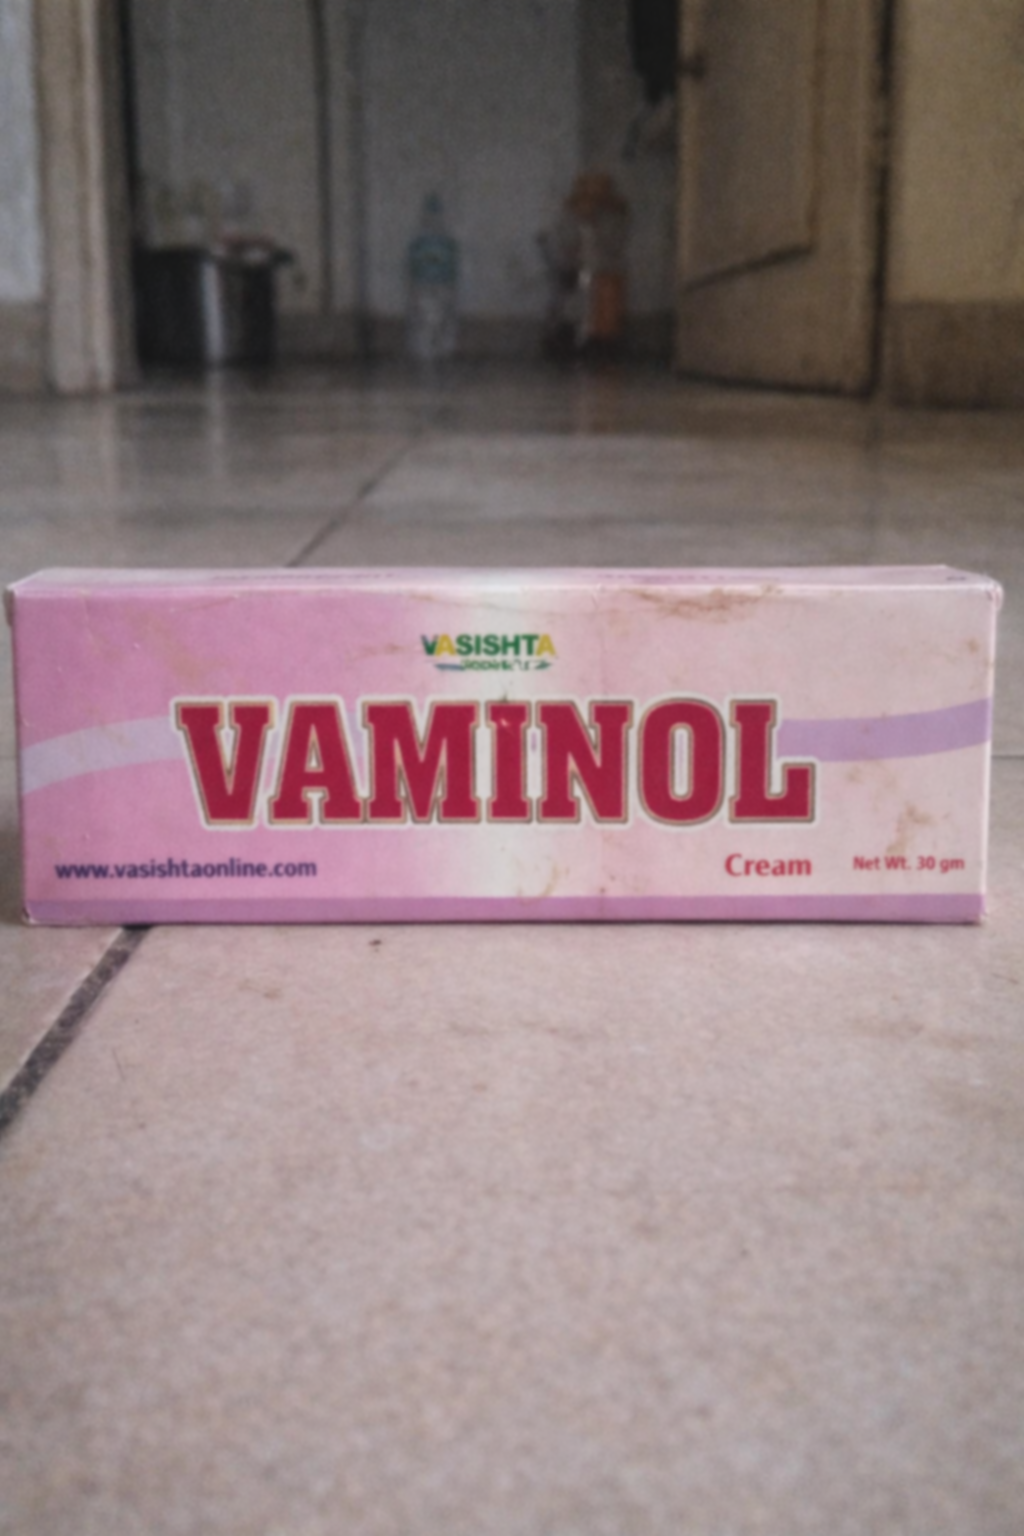 VASISHTA
VAMINOL
www.vasishtaonline.com
Cream
Net Wt. 30 gm